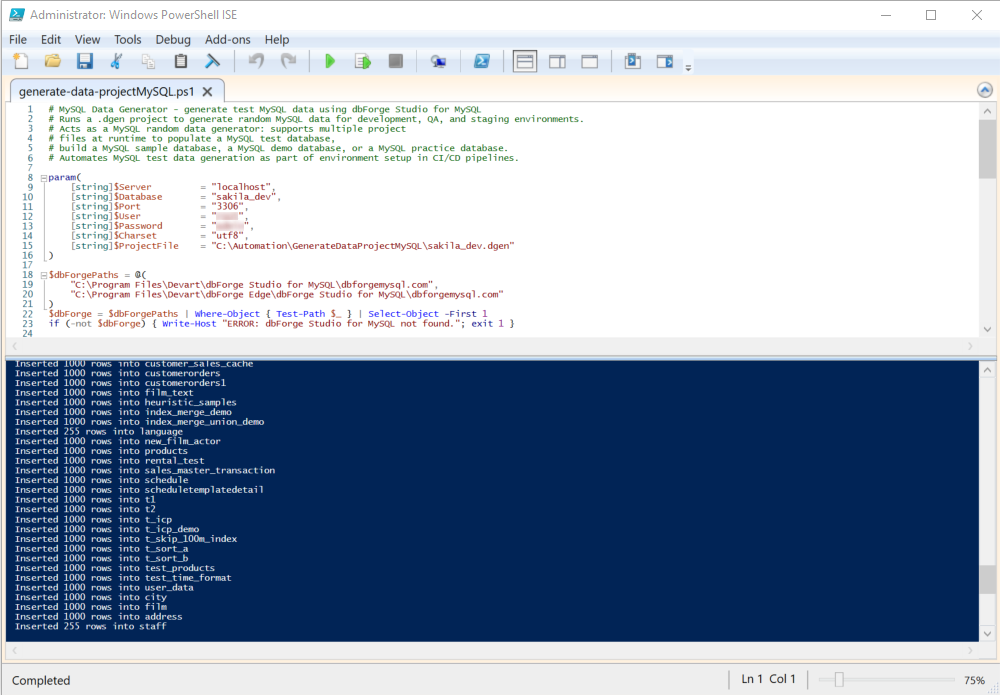 Administrator: Windows PowerShell ISE
File Edit View Tools Debug Add-ons Help
generate-data-projectMySQL.ps1
1 # MySQL Data Generator - generate test MySQL data using dbForge Studio for MySQL
2 # Runs a .dgen project to generate random MySQL data for development, QA, and staging environments.
3 # Acts as a MySQL random data generator: supports multiple project
4 # files at runtime to populate a MySQL test database,
5 # build a MySQL sample database, a MySQL demo database, or a MySQL practice database.
6 # Automates MySQL test data generation as part of environment setup in CI/CD pipelines.
7
8 param(
9 [string]$Server = "localhost",
10 [string]$Database = "sakila_dev",
11 [string]$Port = "3306",
12 [string]$User = "
",
13 [string]$Password = "
",
14 [string]$Charset = "utf8",
15 [string]$ProjectFile = "C:\Automation\GenerateDataProjectMySQL\sakila_dev.dgen"
16 )
17
18 $dbForgePaths = @(
19 "C:\Program Files\Devart\dbForge Studio for MySQL\dbforgemysql.com",
20 "C:\Program Files\Devart\dbForge Edge\dbForge Studio for MySQL\dbforgemysql.com"
21 )
22 $dbForge = $dbForgePaths | Where-Object { Test-Path $_ } | Select-Object -First 1
23 if (-not $dbForge) { Write-Host "ERROR: dbForge Studio for MySQL not found."; exit 1 }
24
Inserted 1000 rows into customer_sales_cache
Inserted 1000 rows into customerorders
Inserted 1000 rows into customerorders1
Inserted 1000 rows into film_text
Inserted 1000 rows into heuristic_samples
Inserted 1000 rows into index_merge_demo
Inserted 1000 rows into index_merge_union_demo
Inserted 255 rows into language
Inserted 1000 rows into new_film_actor
Inserted 1000 rows into products
Inserted 1000 rows into rental_test
Inserted 1000 rows into sales_master_transaction
Inserted 1000 rows into schedule
Inserted 1000 rows into scheduletemplatedetail
Inserted 1000 rows into t1
Inserted 1000 rows into t2
Inserted 1000 rows into t_icp
Inserted 1000 rows into t_icp_demo
Inserted 1000 rows into t_skip_100m_index
Inserted 1000 rows into t_sort_a
Inserted 1000 rows into t_sort_b
Inserted 1000 rows into test_products
Inserted 1000 rows into test_time_format
Inserted 1000 rows into user_data
Inserted 1000 rows into city
Inserted 1000 rows into film
Inserted 1000 rows into address
Inserted 255 rows into staff
Completed Ln 1 Col 1 75%